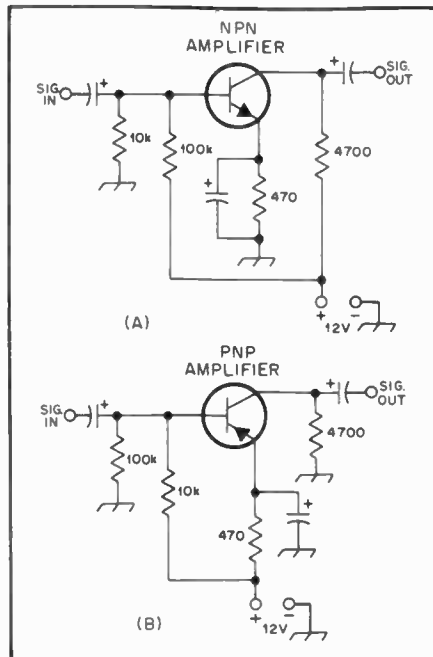 NPN
AMPLIFIER
SIG.
IN
+
+
SIG.
OUT
10k
100k
4700
+
470
+
12V
-
(A)
PNP
AMPLIFIER
SIG.
IN
+
+
SIG.
OUT
100k
10k
4700
+
470
+
12V
-
(B)